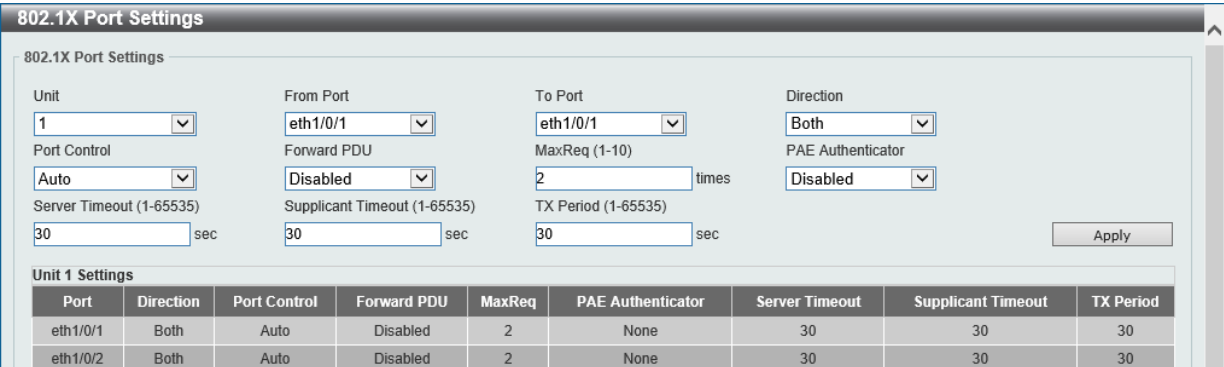 802.1X Port Settings
802.1X Port Settings
Unit From Port To Port Direction
1 eth1/0/1 eth1/0/1 Both
Port Control Forward PDU MaxReq (1-10) PAE Authenticator
Auto Disabled 2 times Disabled
Server Timeout (1-65535) Supplicant Timeout (1-65535) TX Period (1-65535)
30 sec 30 sec 30 sec Apply
Unit 1 Settings
Port Direction Port Control Forward PDU MaxReq PAE Authenticator Server Timeout Supplicant Timeout TX Period
eth1/0/1 Both Auto Disabled 2 None 30 30 30
eth1/0/2 Both Auto Disabled 2 None 30 30 30